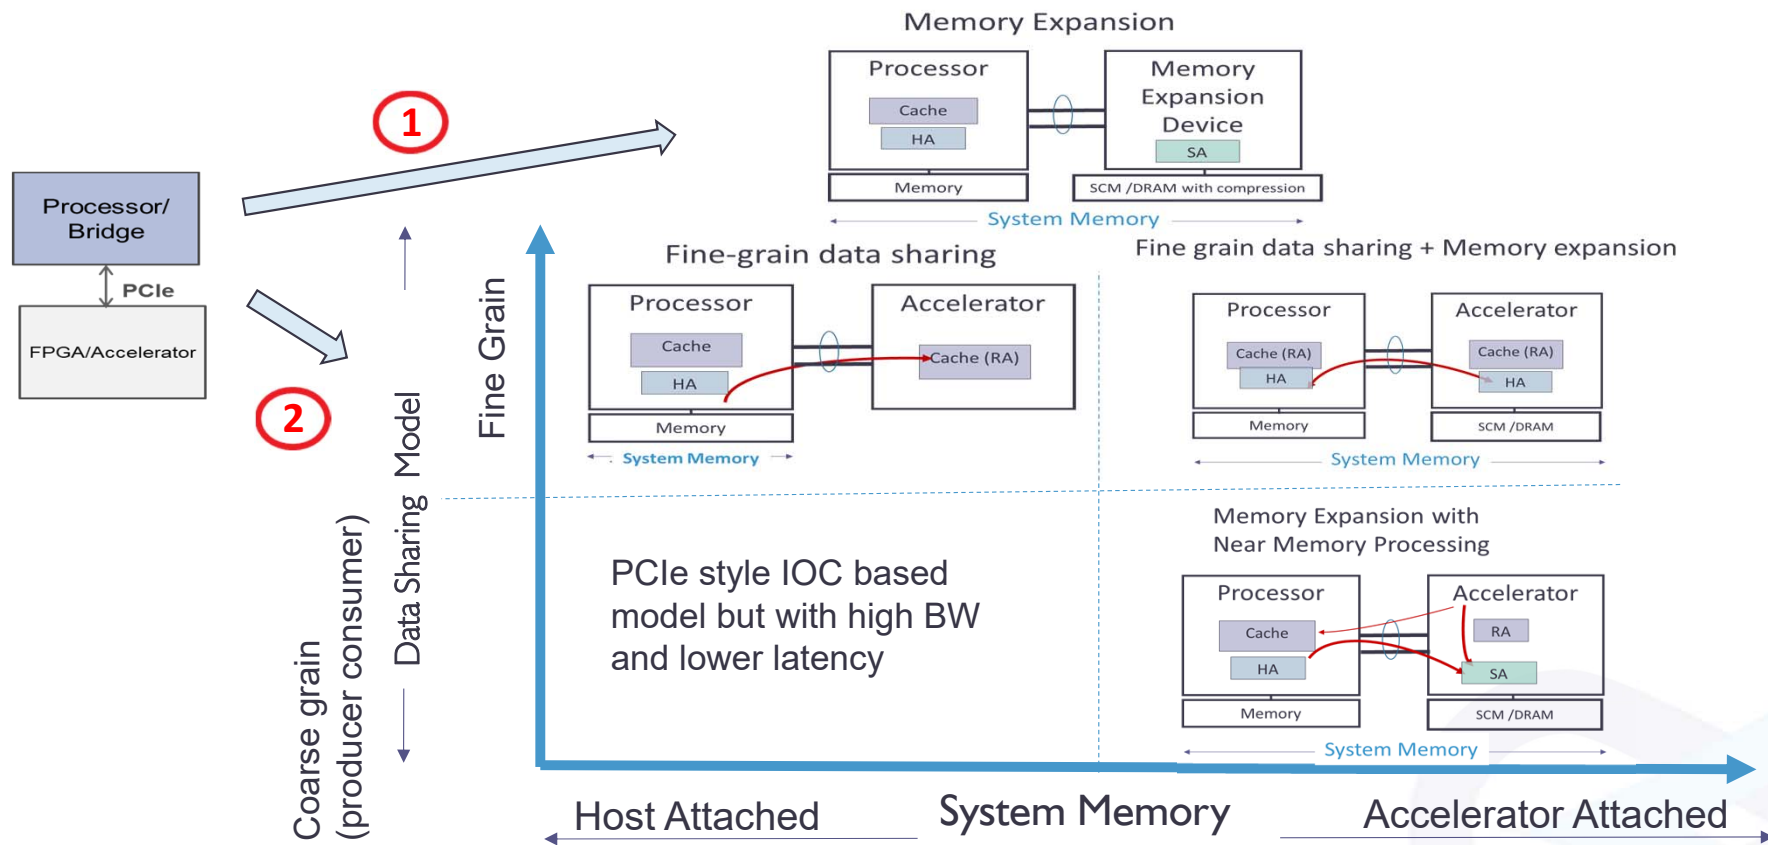 Memory Expansion
Processor
Cache
HA
Memory
Memory
Expansion
Device
SA
SCM /DRAM with compression
System Memory
1
Processor/
Bridge
PCIe
FPGA/Accelerator
2
Fine Grain
Data Sharing Model
Coarse grain
(producer consumer)
Fine-grain data sharing
Processor
Cache
HA
Memory
System Memory
Accelerator
Cache (RA)
Fine grain data sharing + Memory expansion
Processor
Cache (RA)
HA
Memory
Accelerator
Cache (RA)
HA
SCM /DRAM
System Memory
PCIe style IOC based
model but with high BW
and lower latency
Memory Expansion with
Near Memory Processing
Processor
Cache
HA
Memory
Accelerator
RA
SA
SCM /DRAM
System Memory
Host Attached
System Memory
Accelerator Attached